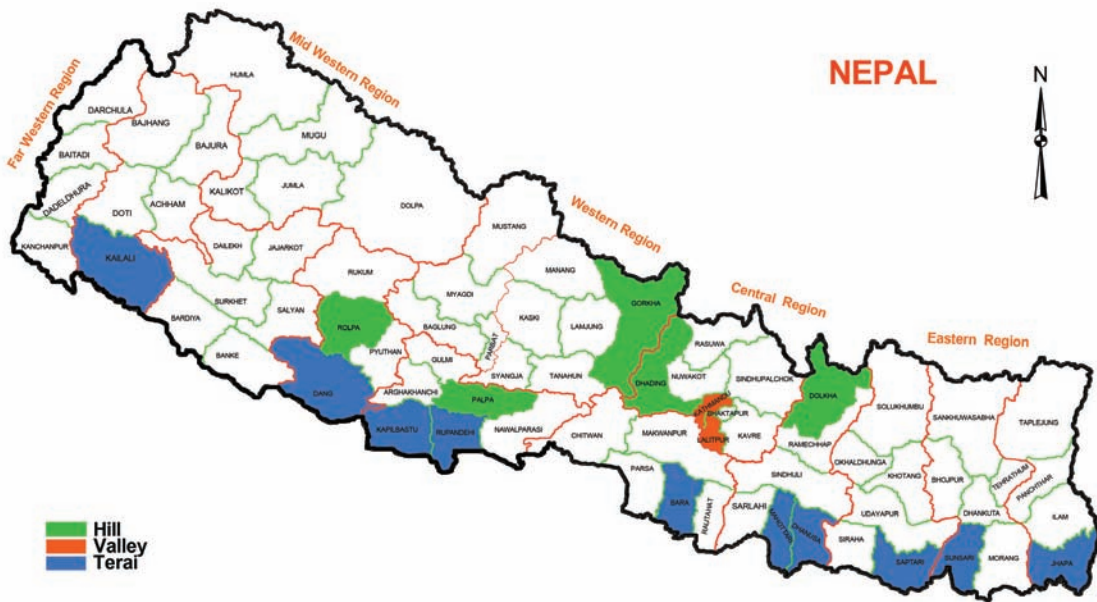 NEPAL
N
Far Western Region
Mid Western Region
Western Region
Central Region
Eastern Region
HUMLA
DARCHULA
BAJHANG
MUGU
BAJURA
BAITADI
DADELDHURA
DOTI
ACHHAM
KALIKOT
JUMLA
DOLPA
MUSTANG
KANCHANPUR
KAILALI
DAILEKH
JAJARKOT
RUKUM
MANANG
MYAGDI
GORKHA
BARDIYA
SURKHET
SALYAN
ROLPA
BAGLUNG
PARBAT
KASKI
LAMJUNG
RASUWA
BANKE
PYUTHAN
GULMI
SYANGJA
TANAHUN
DHADING
NUWAKOT
SINDHUPALCHOK
DOLKHA
SOLUKHUMBU
SANKHUWASABHA
TAPLEJUNG
DANG
ARGHAKHANCHI
PALPA
KATHMANDU
BHAKTAPUR
LALITPUR
KAVRE
RAMECHHAP
OKHALDHUNGA
KHOTANG
BHOJPUR
TEHRATHUM
PANCHTHAR
KAPILBASTU
RUPANDEHI
NAWALPARASI
CHITWAN
MAKWANPUR
SINDHULI
PARSA
BARA
RAUTAHAT
SARLAHI
MAHOTTARI
DHANUSA
SIRAHA
UDAYAPUR
DHANKUTA
ILAM
SAPTARI
SUNSARI
MORANG
JHAPA
Hill
Valley
Terai